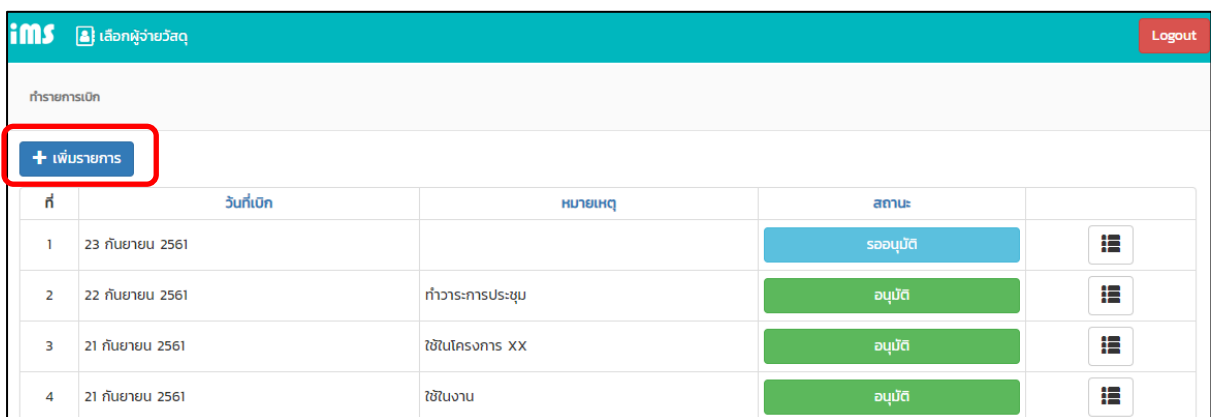 ims เลือกผู้จ่ายวัสดุ Logout
ทำรายการเบิก
+ เพิ่มรายการ
ที่ วันที่เบิก หมายเหตุ สถานะ
1 23 กันยายน 2561 รออนุมัติ
2 22 กันยายน 2561 ทำวาระการประชุม อนุมัติ
3 21 กันยายน 2561 ใช้ในโครงการ XX อนุมัติ
4 21 กันยายน 2561 ใช้ในงาน อนุมัติ